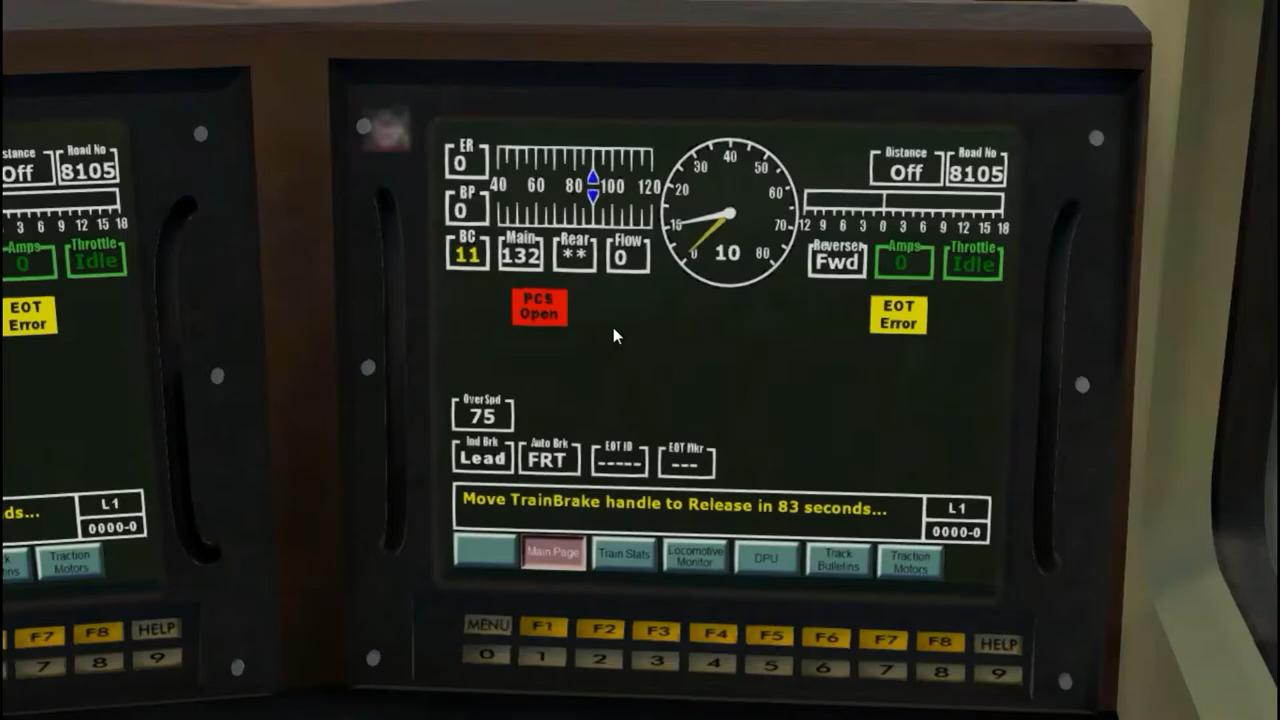 stance Road No
Off 8105
3 6 9 12 15 18
Amps Throttle
0 Idle
EOT
Error
ds... L1
0000-0
Traction
Motors
F7 F8 HELP
7 8 9
ER
0
BP
0
40 60 80 100 120
BC Main Rear Flow
11 132 ** 0
0 10 20 30 40 50 60 70 80
10
Distance Road No
Off 8105
12 9 6 3 0 3 6 9 12 15 18
Reverser Amps Throttle
Fwd 0 Idle
PCS
Open
EOT
Error
OverSpd
75
Ind Brk Auto Brk EOT ID EOT Mkr
Lead FRT ----- ---
Move TrainBrake handle to Release in 83 seconds... L1
0000-0
Main Page Train Stats Locomotive Monitor DPU Track Bulletins Traction Motors
MENU F1 F2 F3 F4 F5 F6 F7 F8 HELP
0 1 2 3 4 5 6 7 8 9